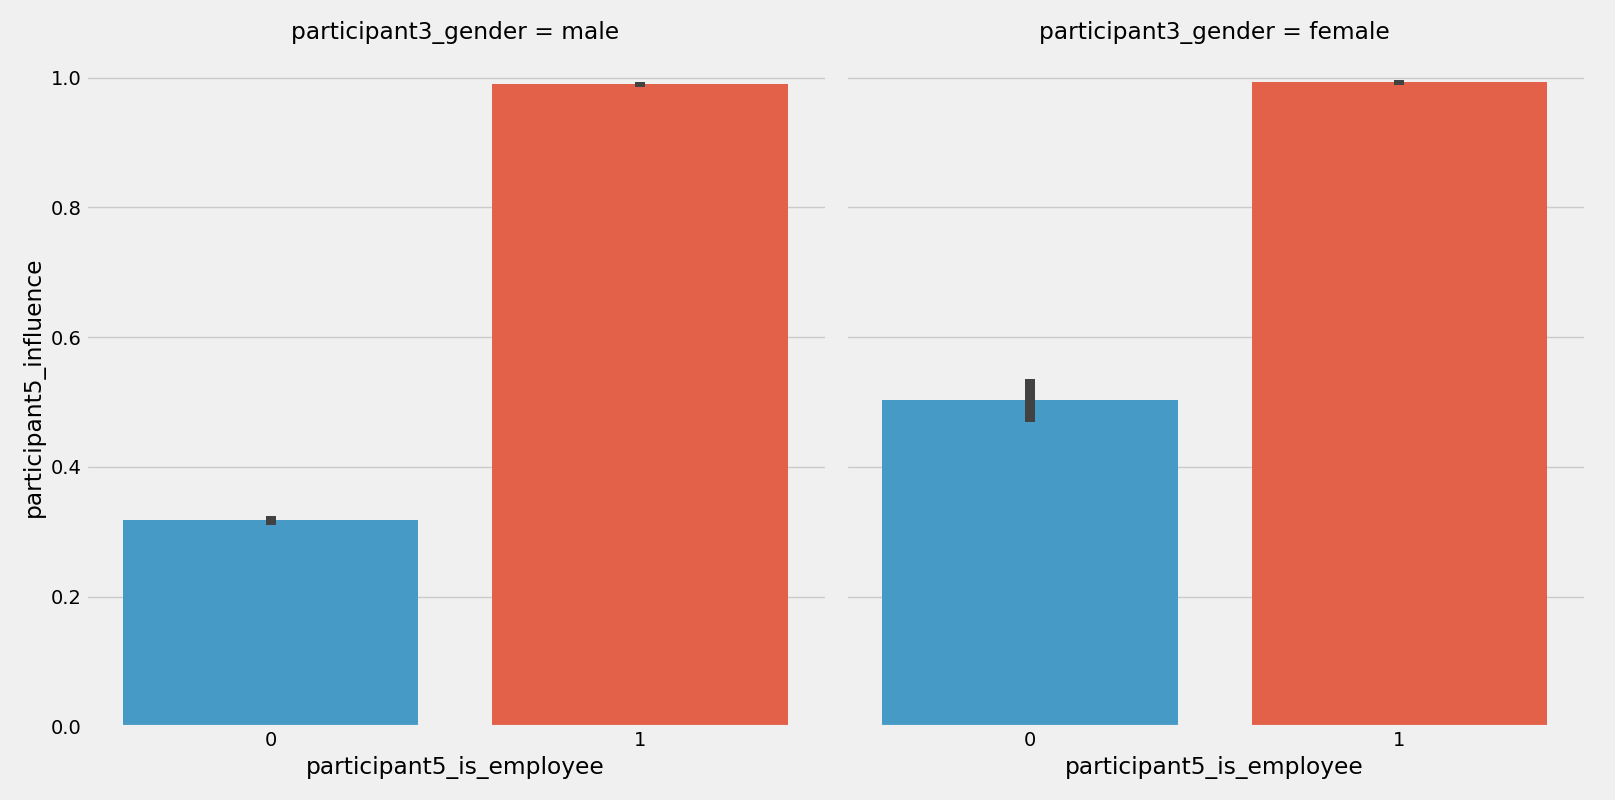 participant3_gender = male
participant3_gender = female
participant5_influence
1.0
0.8
0.6
0.4
0.2
0.0
0
1
0
1
participant5_is_employee
participant5_is_employee